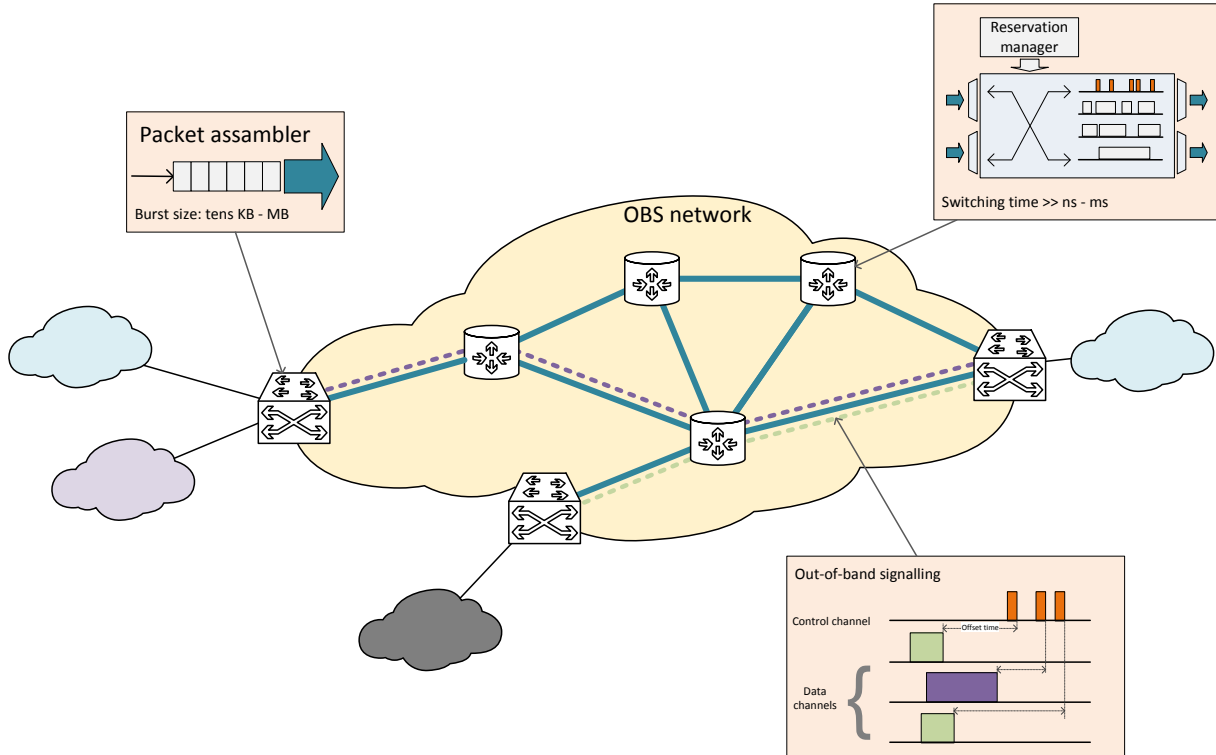 Reservation
manager
Switching time >> ns - ms
Packet assambler
Burst size: tens KB - MB
OBS network
Out-of-band signalling
Control channel
Offset time
Data
channels